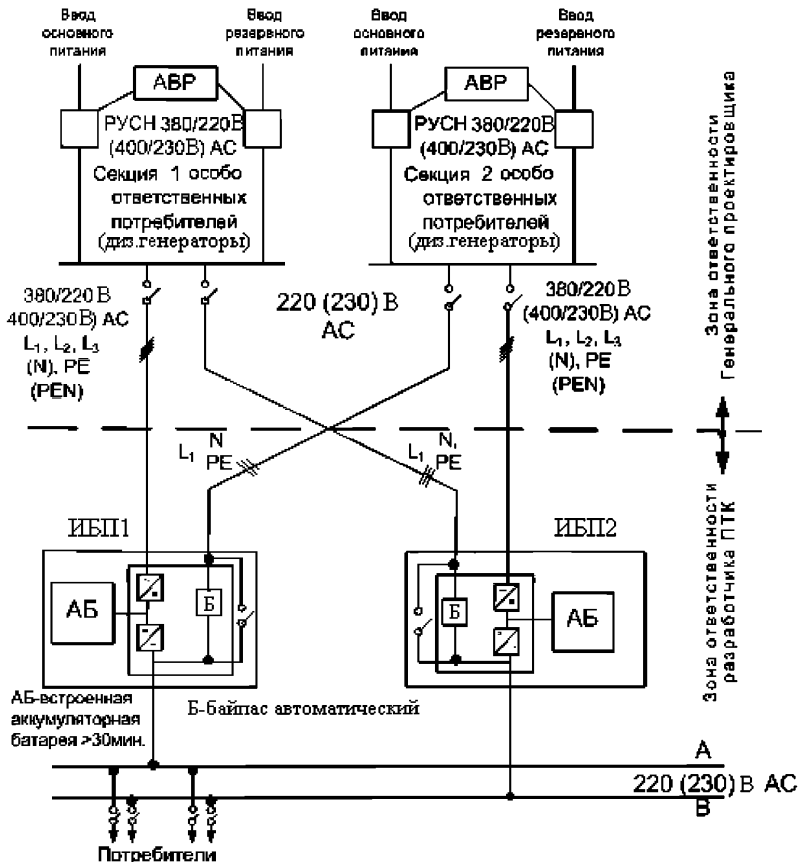 Ввод
основного
питания
Ввод
резервного
питания
Ввод
основного
питания
Ввод
резервного
питания
АВР
АВР
РУСН 380/220В
(400/230В) АС
Секция 1 особо
ответственных
потребителей
(диз.генераторы)
РУСН 380/220В
(400/230В) АС
Секция 2 особо
ответственных
потребителей
(диз.генераторы)
Зона ответственности
Генерального проектировщика
380/220В
400/230В) АС
L1, L2, L3
(N), PE
(PEN)
220 (230) В
АС
380/220В
(400/230В) АС
L1, L2, L3
(N), PE
(PEN)
L1
N
PE
L1
N,
PE
Зона ответственности
разработчика ПТК
ИБП1
ИБП2
АБ
Б
Б
АБ
АБ-встроенная
аккумуляторная
батарея >30мин.
Б-байпас автоматический
А
220 (230) В АС
В
Потребители